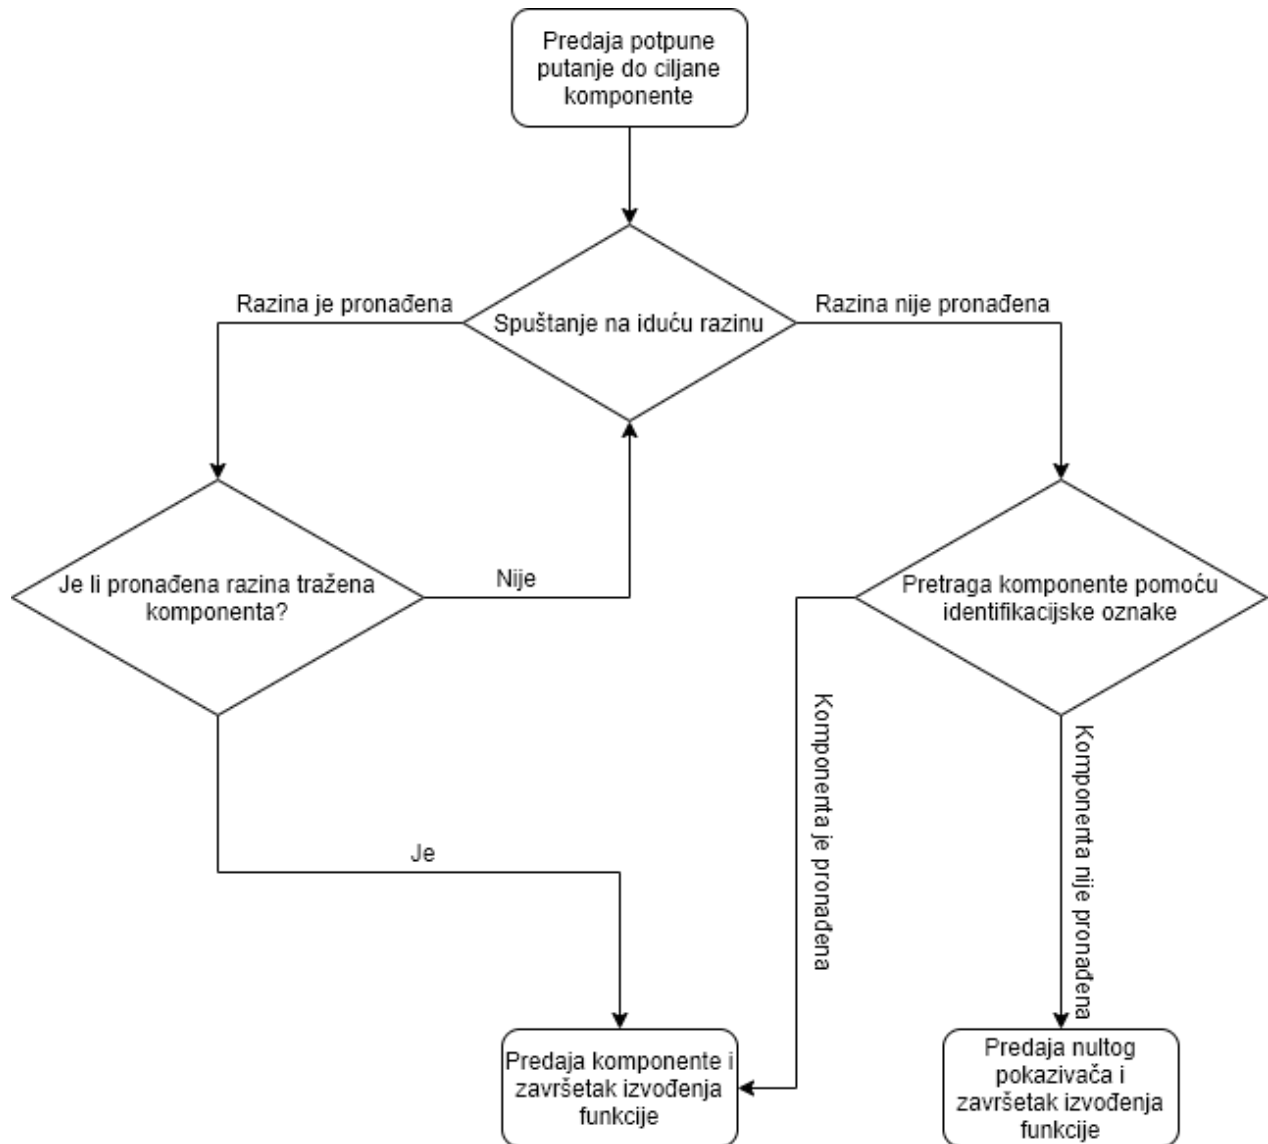 Predaja potpune
putanje do ciljane
komponente
Razina je pronađena
Spuštanje na iduću razinu
Razina nije pronađena
Je li pronađena razina tražena
komponenta?
Nije
Pretraga komponente pomoću
identifikacijske oznake
Je
Komponenta je pronađena
Komponenta nije pronađena
Predaja komponente i
završetak izvođenja
funkcije
Predaja nultog
pokazivača i
završetak izvođenja
funkcije